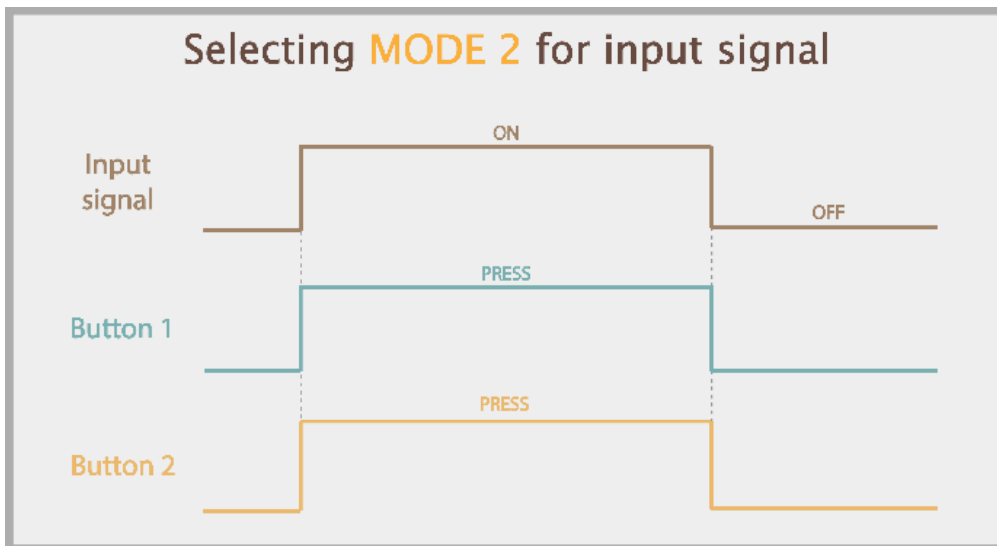 Selecting MODE 2 for input signal
ON
Input
signal
OFF
PRESS
Button 1
PRESS
Button 2